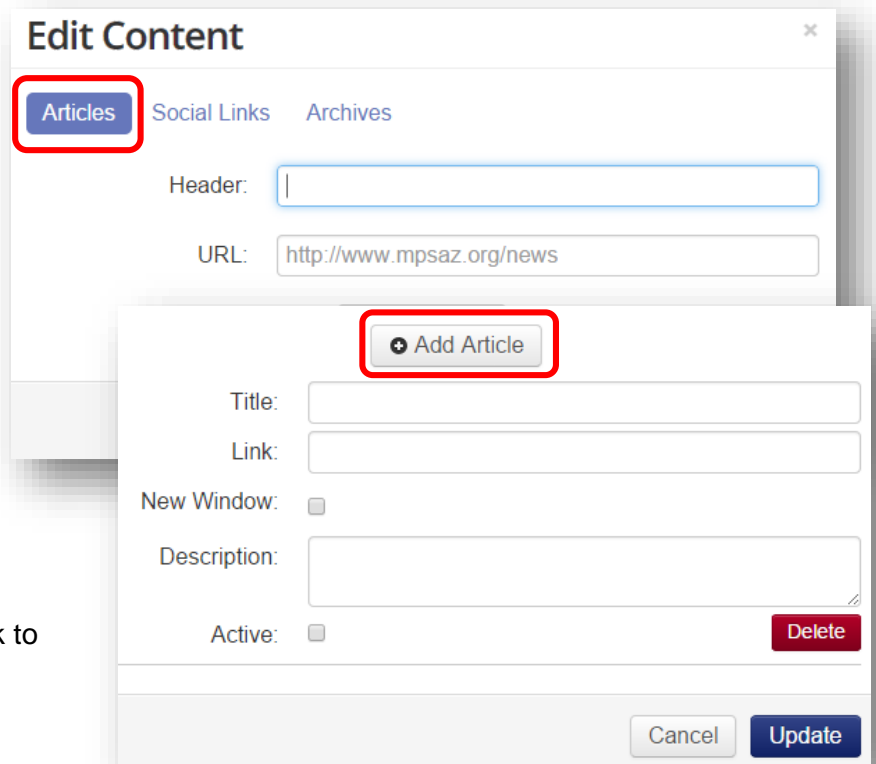 Edit Content ×
Articles Social Links Archives
Header:
URL: http://www.mpsaz.org/news
Add Article
Title:
Link:
New Window:
Description:
to
Active: Delete
Cancel Update